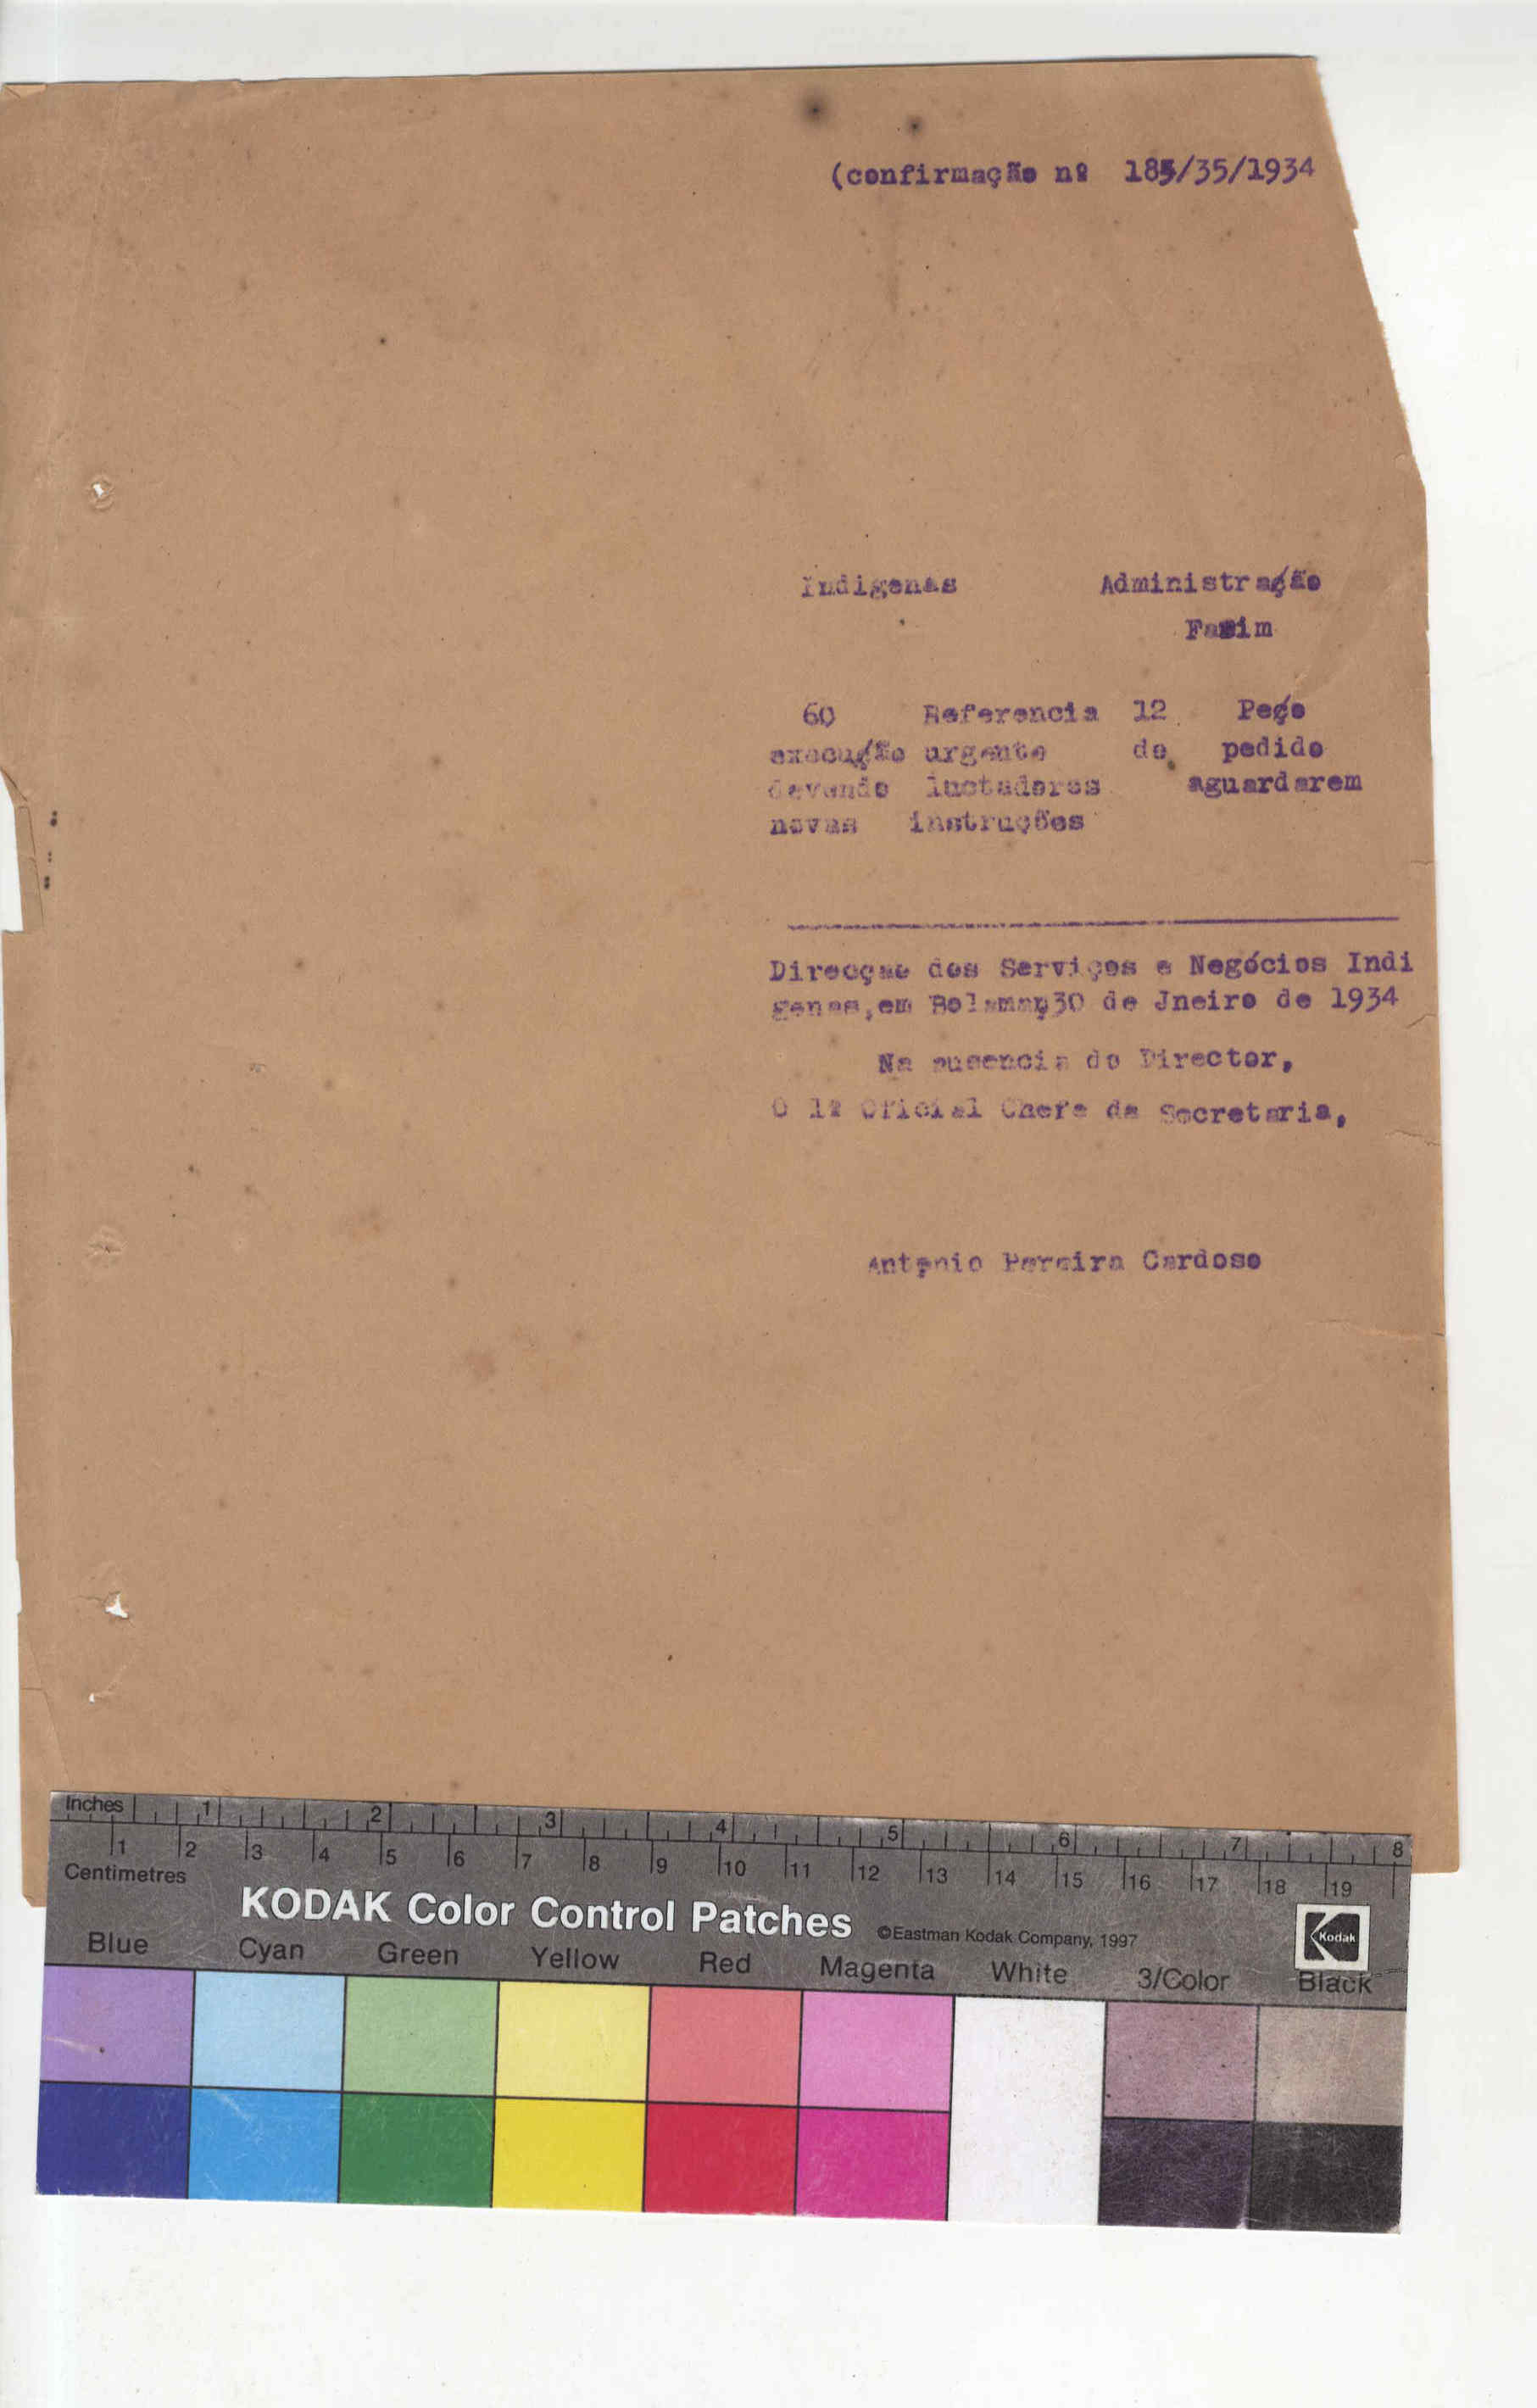 (confirmação nº 185/35/1934
Indigenas Administração
Farim
60 Referencia 12 Peço
execução urgente do pedido
devendo luctadores aguardarem
novas instruções
Direcçao dos Serviços e Negócios Indi
genas,em Bolama,30 de Jneiro de 1934
Na ausencia do Director,
O 1º Oficial Chefe da Secretaria,
Antonio Pereira Cardoso
Inches 1 2 3 4 5 6 7 8
1 2 3 4 5 6 7 8 9 10 11 12 13 14 15 16 17 18 19
Centimetres
KODAK Color Control Patches ©Eastman Kodak Company, 1997 Kodak
Blue Cyan Green Yellow Red Magenta White 3/Color Black